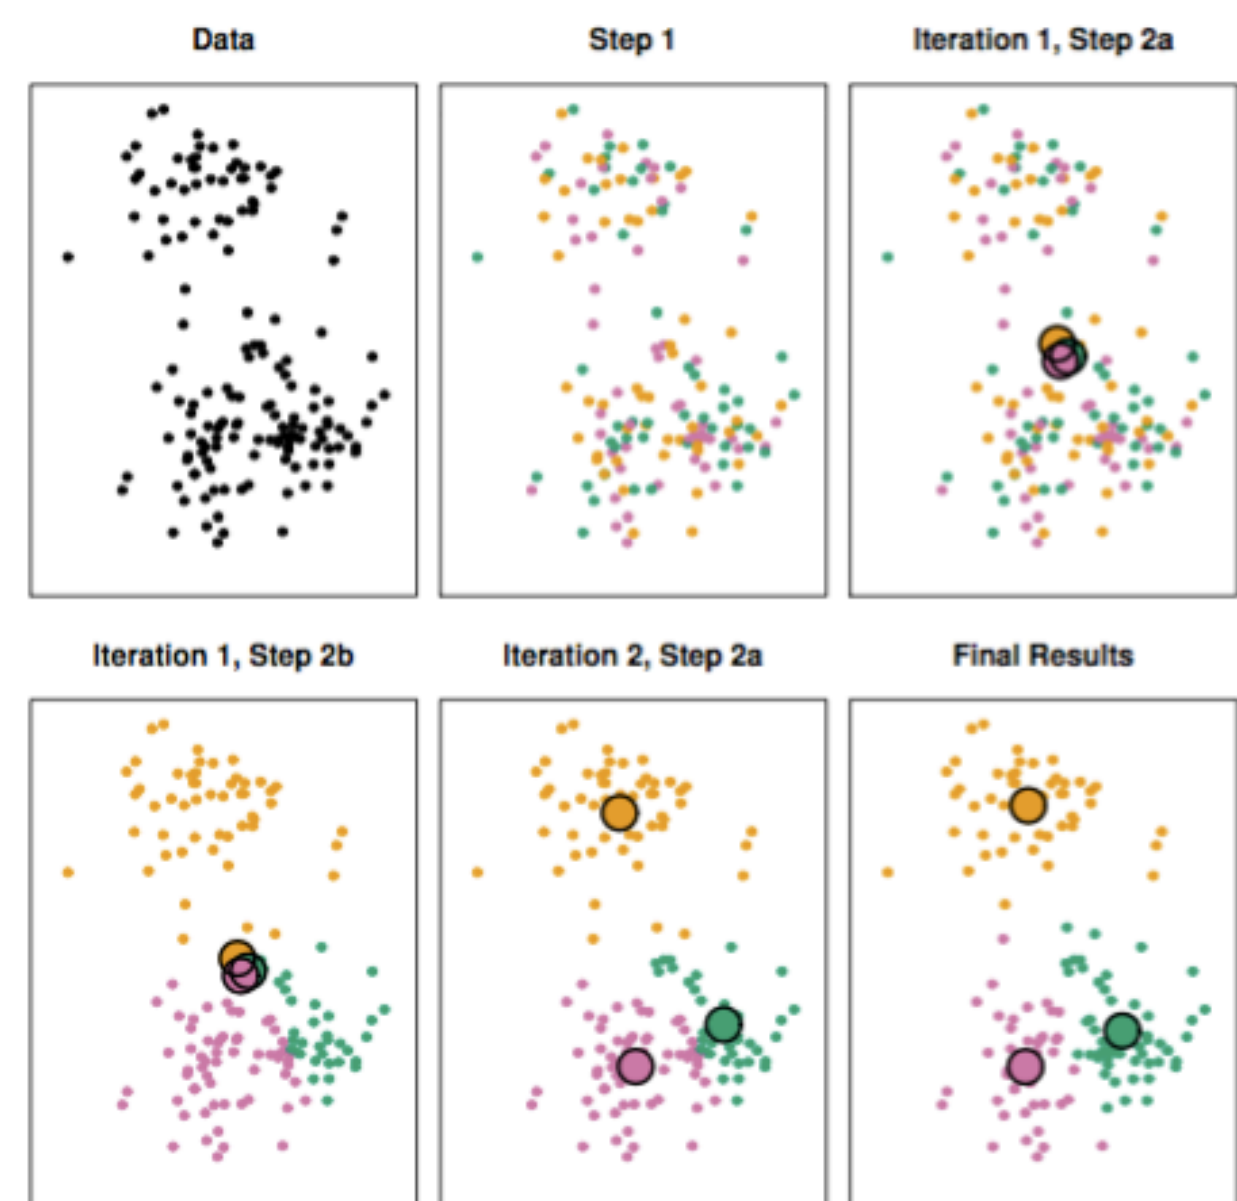 Data
Step 1
Iteration 1, Step 2a
Iteration 1, Step 2b
Iteration 2, Step 2a
Final Results